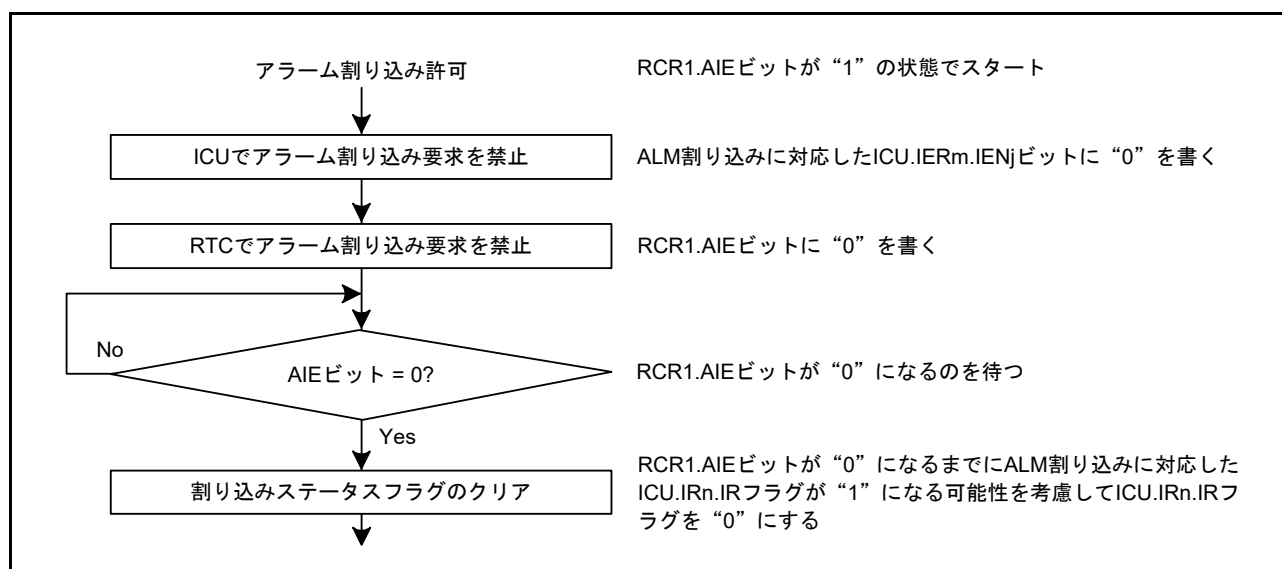 アラーム割り込み許可
RCR1.AIEビットが“1”の状態でスタート
ICUでアラーム割り込み要求を禁止
ALM割り込みに対応したICU.IERm.IENjビットに“0”を書く
RTCでアラーム割り込み要求を禁止
RCR1.AIEビットに“0”を書く
No
AIEビット = 0?
RCR1.AIEビットが“0”になるのを待つ
Yes
割り込みステータスフラグのクリア
RCR1.AIEビットが“0”になるまでにALM割り込みに対応した
ICU.IRn.IRフラグが“1”になる可能性を考慮してICU.IRn.IRフ
ラグを“0”にする